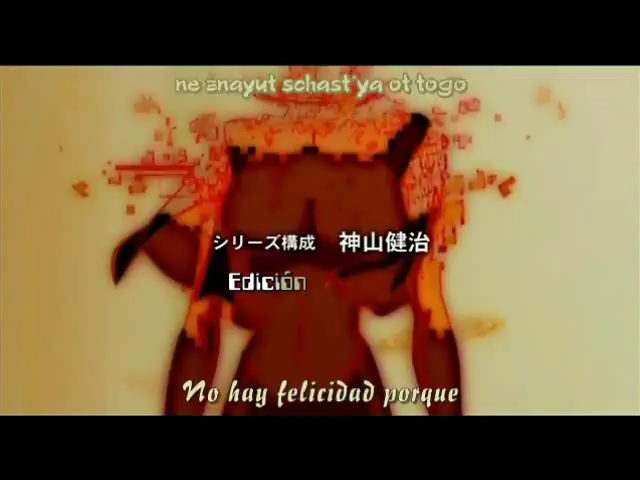 ne znayut schast'ya ot togo
シリーズ構成 神山健治
Edición
No hay felicidad porque